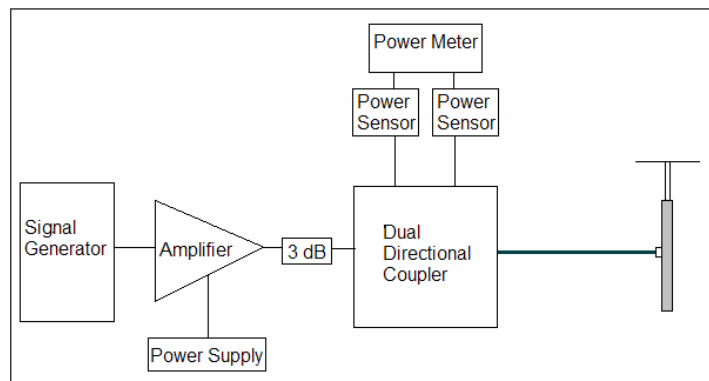 Power Meter
Power
Sensor
Power
Sensor
Signal
Generator
Amplifier
3 dB
Dual
Directional
Coupler
Power Supply